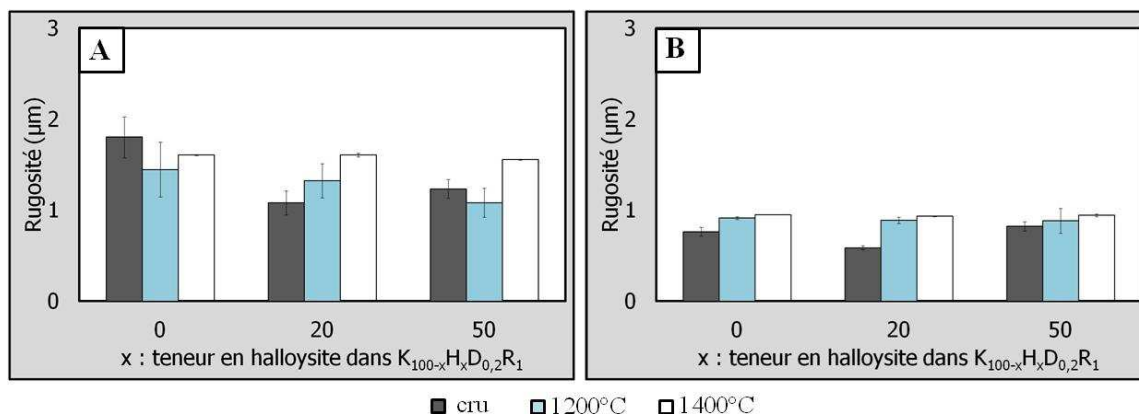 A
Rugosité (µm)
3
2
1
0
0 20 50
x : teneur en halloysite dans K₁₀₀₋ₓHₓD₀,₂R₁
B
Rugosité (µm)
3
2
1
0
0 20 50
x : teneur en halloysite dans K₁₀₀₋ₓHₓD₀,₂R₁
cru 1200°C 1400°C